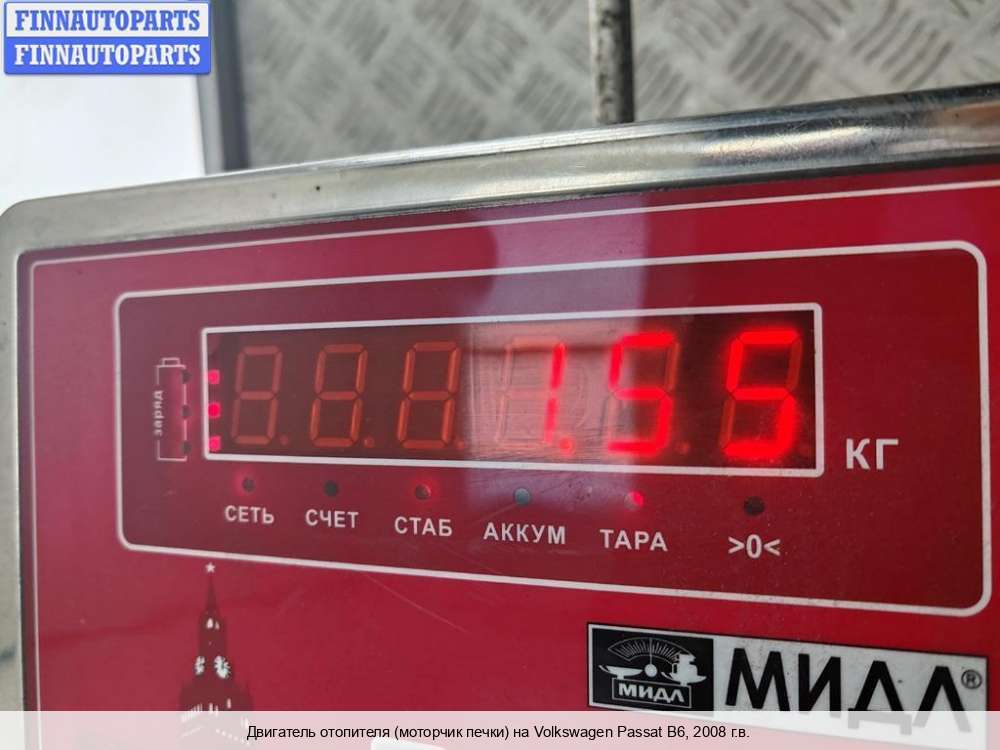 FINNAUTOPARTS
FINNAUTOPARTS
заряд
1.55
КГ
СЕТЬ СЧЕТ СТАБ АККУМ ТАРА >0<
МИДЛ МИДЛ®
Двигатель отопителя (моторчик печки) на Volkswagen Passat B6, 2008 г.в.